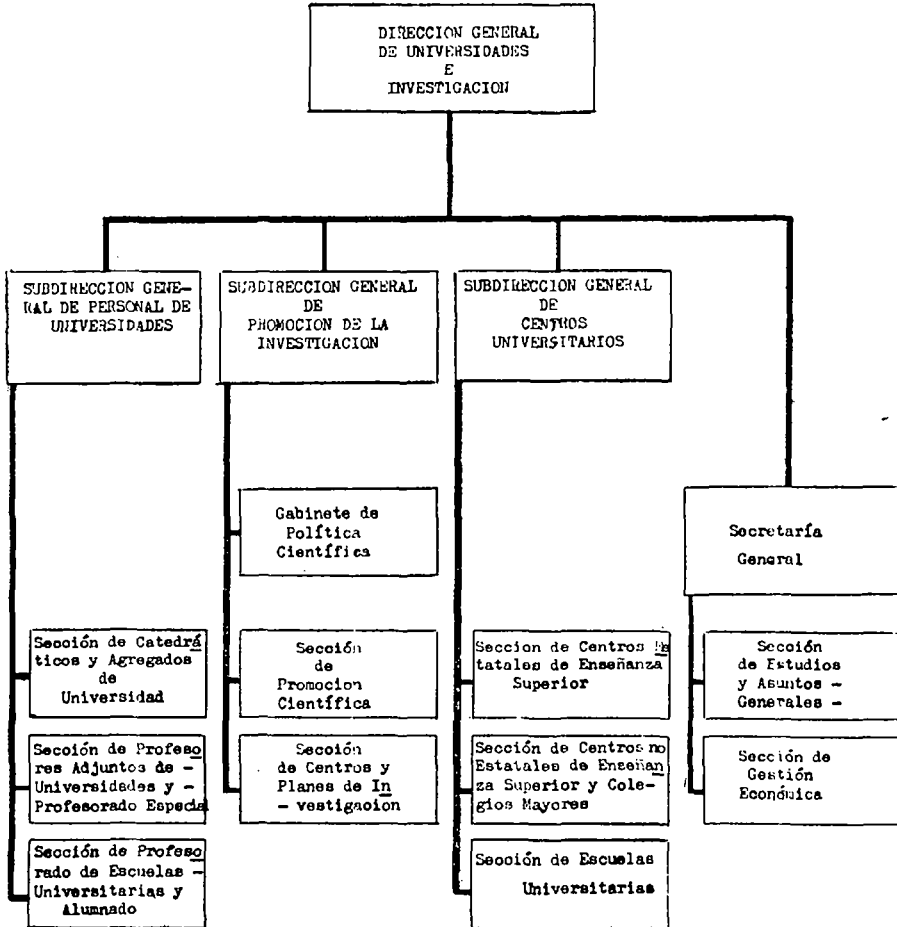 DIRECCION GENERAL
DE UNIVERSIDADES
E
INVESTIGACION
SUBDIRECCION GENE-
RAL DE PERSONAL DE
UNIVERSIDADES
SUBDIRECCION GENERAL
DE
PROMOCION DE LA
INVESTIGACION
SUBDIRECCION GENERAL
DE
CENTROS
UNIVERSITARIOS
Gabinete de
Política
Científica
Secretaría
General
Sección de Catedrá
ticos y Agregados
de
Universidad
Sección
de
Promocion
Científica
Seccion de Centros Es
tatales de Enseñanza
Superior
Sección
de Estudios
y Asuntos -
Generales -
Sección de Profeso
res Adjuntos de -
Universidades y -
Profesorado Especial
Sección
de Centros y
Planes de In
- vestigacion
Sección de Centros no
Estatales de Enseñan
za Superior y Cole-
gios Mayores
Sección de
Gestión
Económica
Sección de Profeso
rado de Escuelas -
Universitarias y
Alumnado
Sección de Escuelas
Universitarias